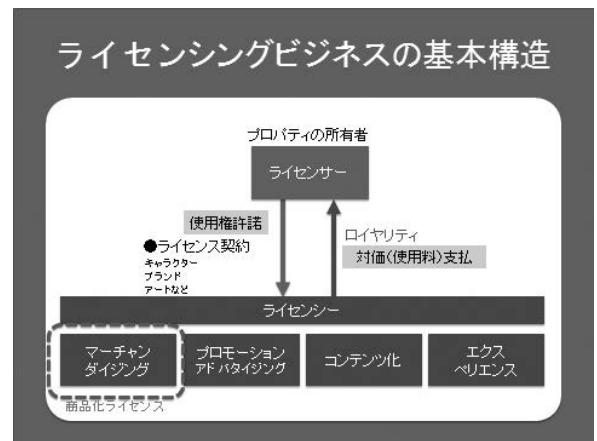 ライセンシングビジネスの基本構造
プロパティの所有者
ライセンサー
使用権許諾
●ライセンス契約
キャラクター
ブランド
アートなど
ロイヤリティ
対価(使用料)支払
ライセンシー
マーチャン
ダイジング
プロモーション
アドバタイジング
コンテンツ化
エクス
ペリエンス
商品化ライセンス